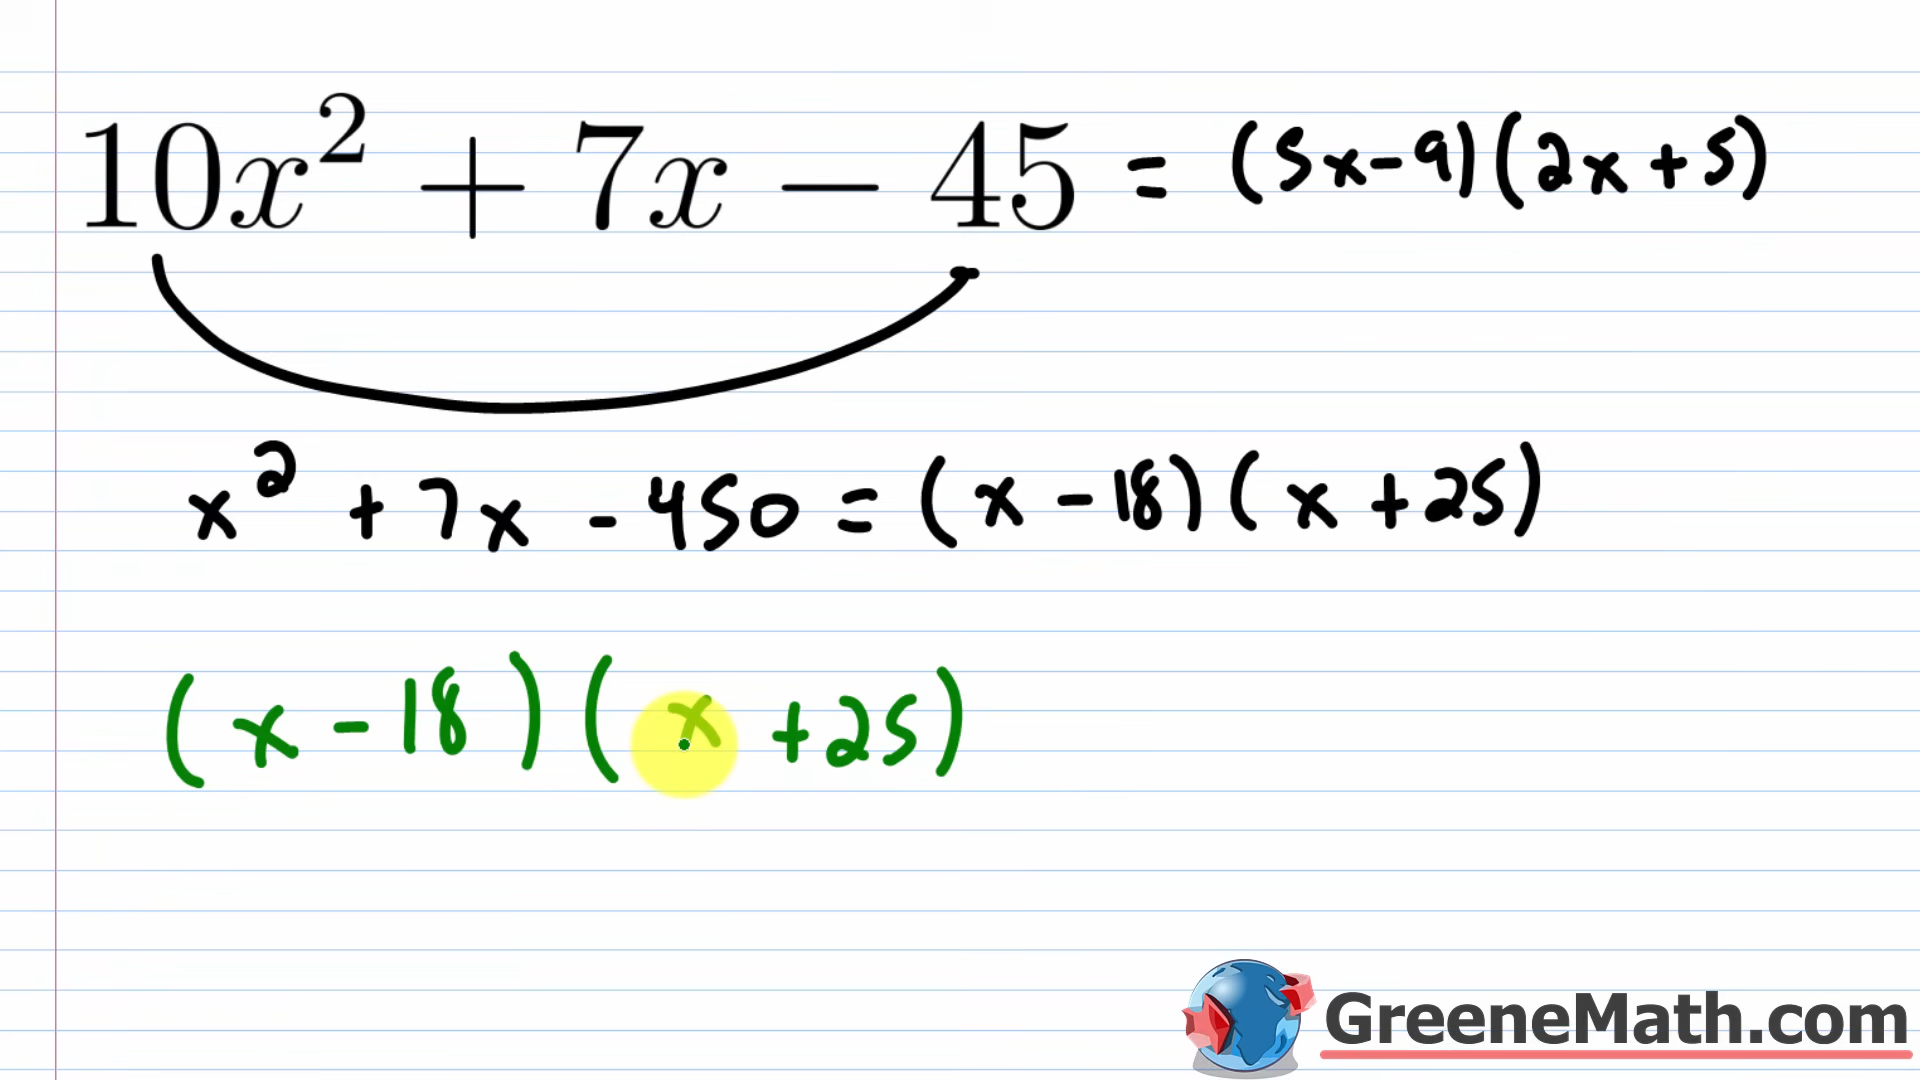 10x² + 7x − 45 = (5x-9)(2x+5)
x² + 7x - 450 = (x - 18)(x + 25)
(x - 18)(x + 25)
GreeneMath.com